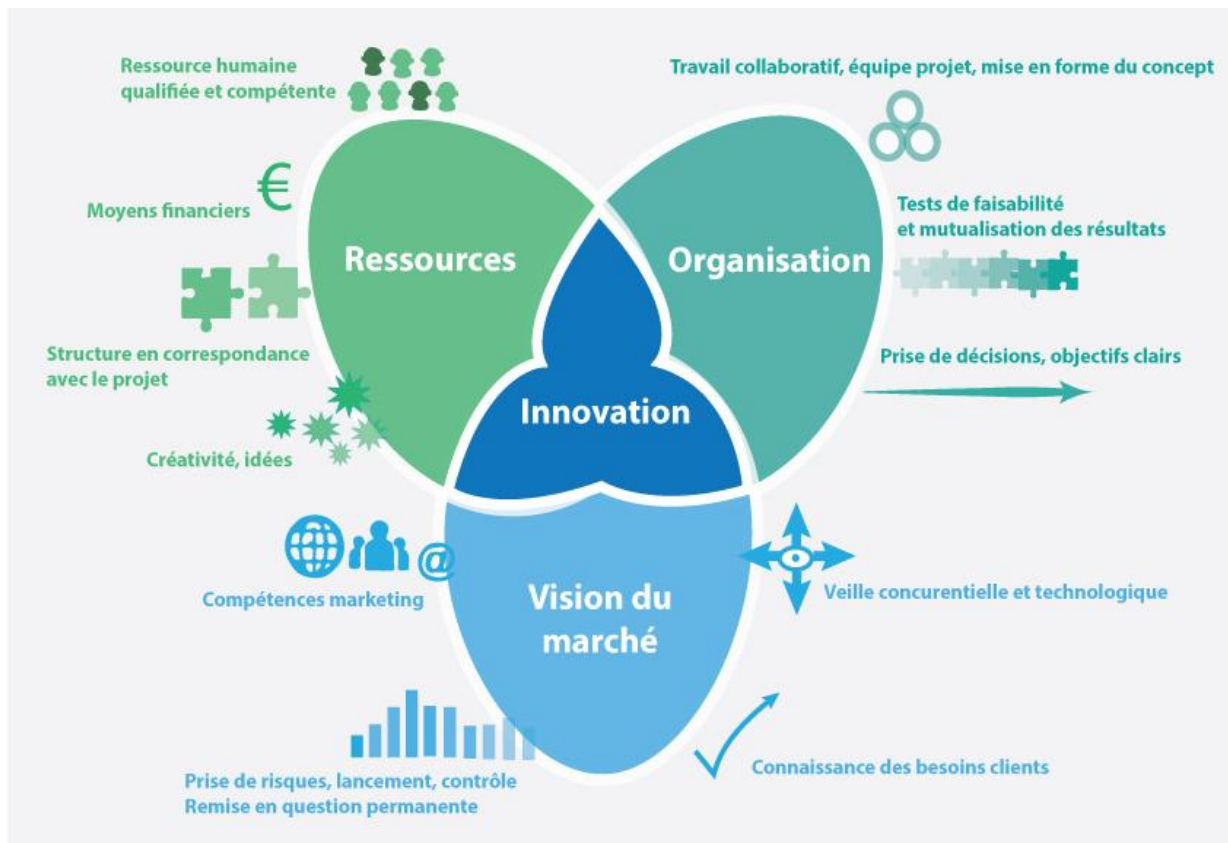 Ressource humaine
qualifiée et compétente
Travail collaboratif, équipe projet, mise en forme du concept
€
Moyens financiers
Tests de faisabilité
et mutualisation des résultats
Ressources
Organisation
Structure en correspondance
avec le projet
Prise de décisions, objectifs clairs
Innovation
Créativité, idées
@
Compétences marketing
Vision du
marché
Veille concurentielle et technologique
Prise de risques, lancement, contrôle
Remise en question permanente
Connaissance des besoins clients